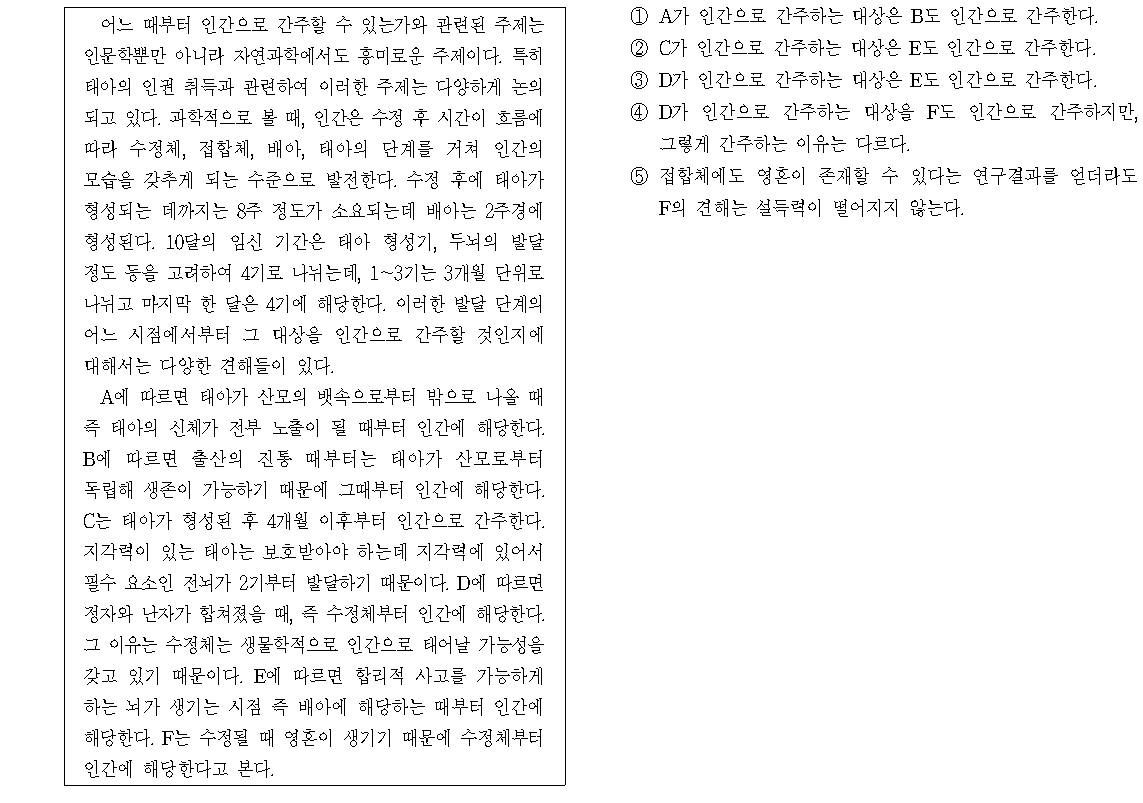 어느 때부터 인간으로 간주할 수 있는가와 관련된 주제는
인문학뿐만 아니라 자연과학에서도 흥미로운 주제이다. 특히
태아의 인권 취득과 관련하여 이러한 주제는 다양하게 논의
되고 있다. 과학적으로 볼 때, 인간은 수정 후 시간이 흐름에
따라 수정체, 접합체, 배아, 태아의 단계를 거쳐 인간의
모습을 갖추게 되는 수준으로 발전한다. 수정 후에 태아가
형성되는 데까지는 8주 정도가 소요되는데 배아는 2주경에
형성된다. 10달의 임신 기간은 태아 형성기, 두뇌의 발달
정도 등을 고려하여 4기로 나뉘는데, 1~3기는 3개월 단위로
나뉘고 마지막 한 달은 4기에 해당한다. 이러한 발달 단계의
어느 시점에서부터 그 대상을 인간으로 간주할 것인지에
대해서는 다양한 견해들이 있다.
A에 따르면 태아가 산모의 뱃속으로부터 밖으로 나올 때
즉 태아의 신체가 전부 노출이 될 때부터 인간에 해당한다.
B에 따르면 출산의 진통 때부터는 태아가 산모로부터
독립해 생존이 가능하기 때문에 그때부터 인간에 해당한다.
C는 태아가 형성된 후 4개월 이후부터 인간으로 간주한다.
지각력이 있는 태아는 보호받아야 하는데 지각력에 있어서
필수 요소인 전뇌가 2기부터 발달하기 때문이다. D에 따르면
정자와 난자가 합쳐졌을 때, 즉 수정체부터 인간에 해당한다.
그 이유는 수정체는 생물학적으로 인간으로 태어날 가능성을
갖고 있기 때문이다. E에 따르면 합리적 사고를 가능하게
하는 뇌가 생기는 시점 즉 배아에 해당하는 때부터 인간에
해당한다. F는 수정될 때 영혼이 생기기 때문에 수정체부터
인간에 해당한다고 본다.
① A가 인간으로 간주하는 대상은 B도 인간으로 간주한다.
② C가 인간으로 간주하는 대상은 E도 인간으로 간주한다.
③ D가 인간으로 간주하는 대상은 E도 인간으로 간주한다.
④ D가 인간으로 간주하는 대상을 F도 인간으로 간주하지만,
그렇게 간주하는 이유는 다르다.
⑤ 접합체에도 영혼이 존재할 수 있다는 연구결과를 얻더라도
F의 견해는 설득력이 떨어지지 않는다.